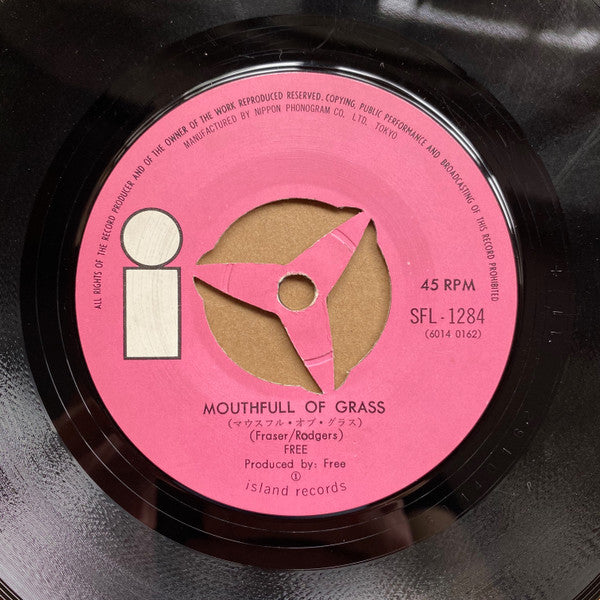 ALL RIGHTS OF THE RECORD PRODUCER AND OF THE OWNER OF THE WORK REPRODUCED RESERVED. COPYING, PUBLIC PERFORMANCE AND BROADCASTING OF THIS RECORD PROHIBITED
MANUFACTURED BY NIPPON PHONOGRAM CO. LTD. TOKYO
i
45 RPM
SFL-1284
(6014 0162)
MOUTHFULL OF GRASS
(マウスフル・オブ・グラス)
(Fraser/Rodgers)
FREE
Produced by: Free
①
island records